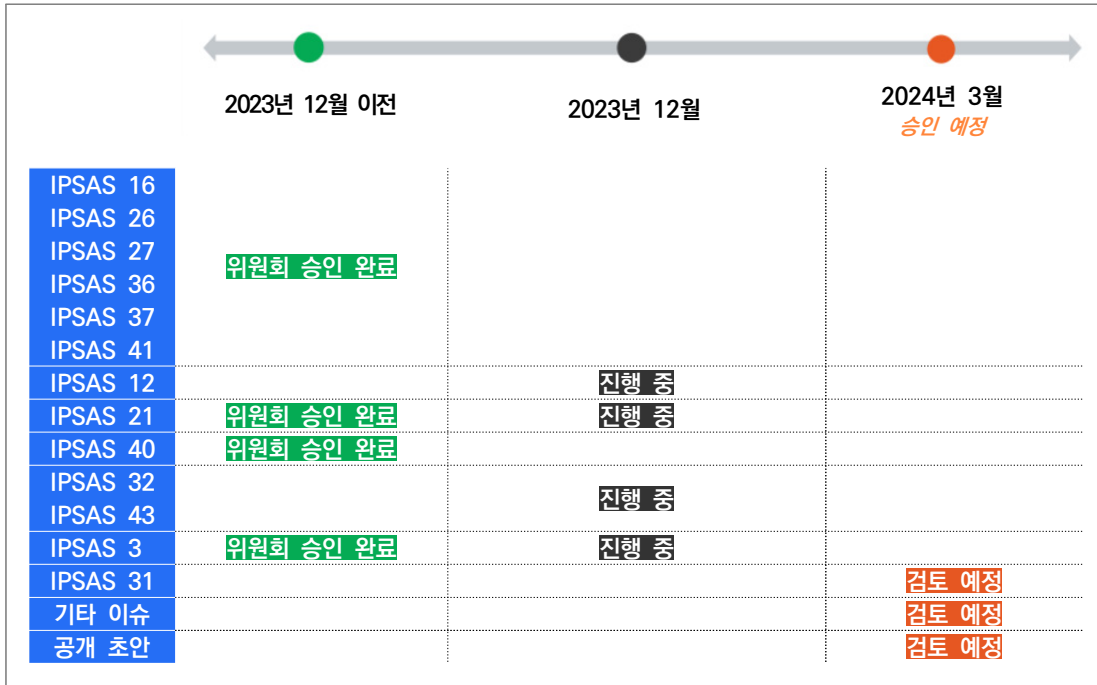 2023년 12월 이전
2023년 12월
2024년 3월
승인 예정
IPSAS 16
IPSAS 26
IPSAS 27
위원회 승인 완료
IPSAS 36
IPSAS 37
IPSAS 41
IPSAS 12
진행 중
IPSAS 21
위원회 승인 완료
진행 중
IPSAS 40
위원회 승인 완료
IPSAS 32
진행 중
IPSAS 43
IPSAS 3
위원회 승인 완료
진행 중
IPSAS 31
검토 예정
기타 이슈
검토 예정
공개 초안
검토 예정